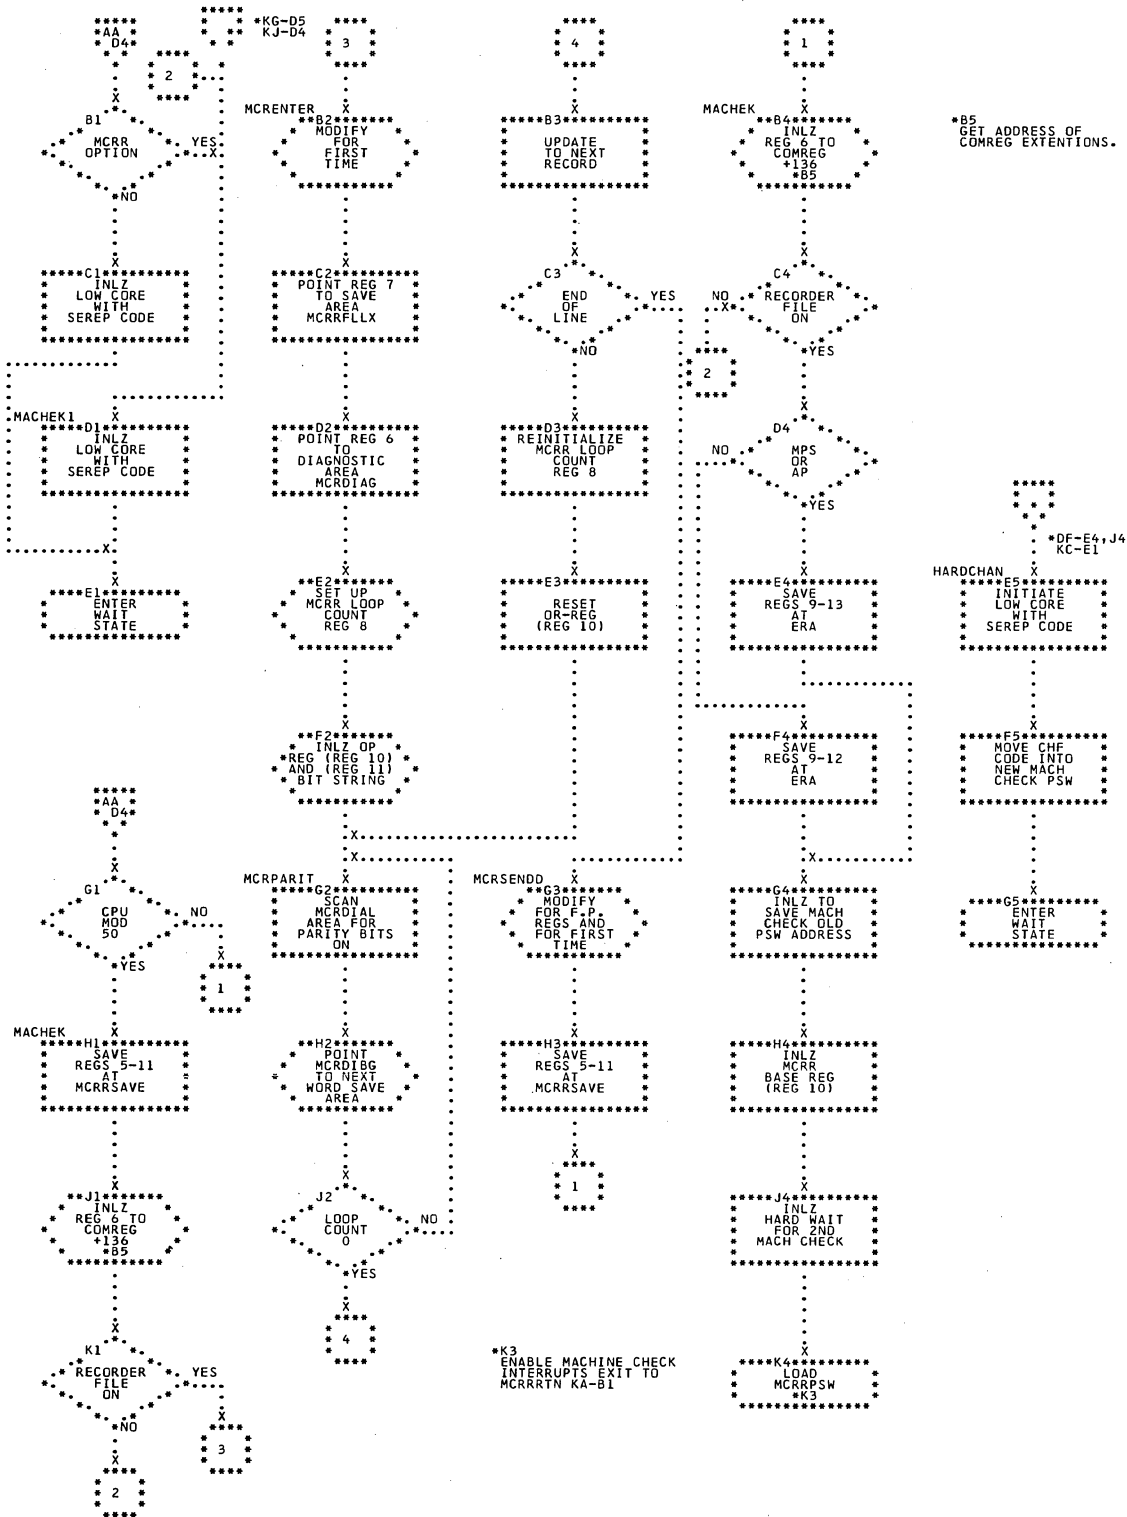 AA
D4
*KG-D5
KJ-D4
2
3
4
1
B1
MCRR
OPTION
YES
NO
MCRENTER
B2
MODIFY
FOR
FIRST
TIME
B3
UPDATE
TO NEXT
RECORD
MACHEK
B4
INLZ
REG 6 TO
COMREG
+136
*B5
*B5
GET ADDRESS OF
COMREG EXTENTIONS.
C1
INLZ
LOW CORE
WITH
SEREP CODE
C2
POINT REG 7
TO SAVE
AREA
MCRRFLLX
C3
END
OF
LINE
YES
NO
C4
RECORDER
FILE
ON
NO
YES
2
MACHEK1
D1
INLZ
LOW CORE
WITH
SEREP CODE
D2
POINT REG 6
TO
DIAGNOSTIC
AREA
MCRDIAG
D3
REINITIALIZE
MCRR LOOP
COUNT
REG 8
D4
MPS
OR
AP
NO
YES
*DF-E4,J4
KC-E1
E1
ENTER
WAIT
STATE
E2
SET UP
MCRR LOOP
COUNT
REG 8
E3
RESET
OR-REG
(REG 10)
E4
SAVE
REGS 9-13
AT
ERA
HARDCHAN
E5
INITIATE
LOW CORE
WITH
SEREP CODE
F2
INLZ OP
REG (REG 10)
AND (REG 11)
BIT STRING
F4
SAVE
REGS 9-12
AT
ERA
F5
MOVE CHF
CODE INTO
NEW MACH
CHECK PSW
AA
D4
G1
CPU
MOD
50
NO
YES
1
MCRPARIT
G2
SCAN
MCRDIAL
AREA FOR
PARITY BITS
ON
MCRSENDD
G3
MODIFY
FOR F.P.
REGS AND
FOR FIRST
TIME
G4
INLZ TO
SAVE MACH
CHECK OLD
PSW ADDRESS
G5
ENTER
WAIT
STATE
MACHEK
H1
SAVE
REGS 5-11
AT
MCRRSAVE
H2
POINT
MCRDIBG
TO NEXT
WORD SAVE
AREA
H3
SAVE
REGS 5-11
AT
MCRRSAVE
H4
INLZ
MCRR
BASE REG
(REG 10)
1
J1
INLZ
REG 6 TO
COMREG
+136
*B5
J2
LOOP
COUNT
0
NO
YES
J4
INLZ
HARD WAIT
FOR 2ND
MACH CHECK
4
K1
RECORDER
FILE
ON
YES
NO
3
2
*K3
ENABLE MACHINE CHECK
INTERRUPTS EXIT TO
MCRRRTN KA-B1
K4
LOAD
MCRRPSW
*K3